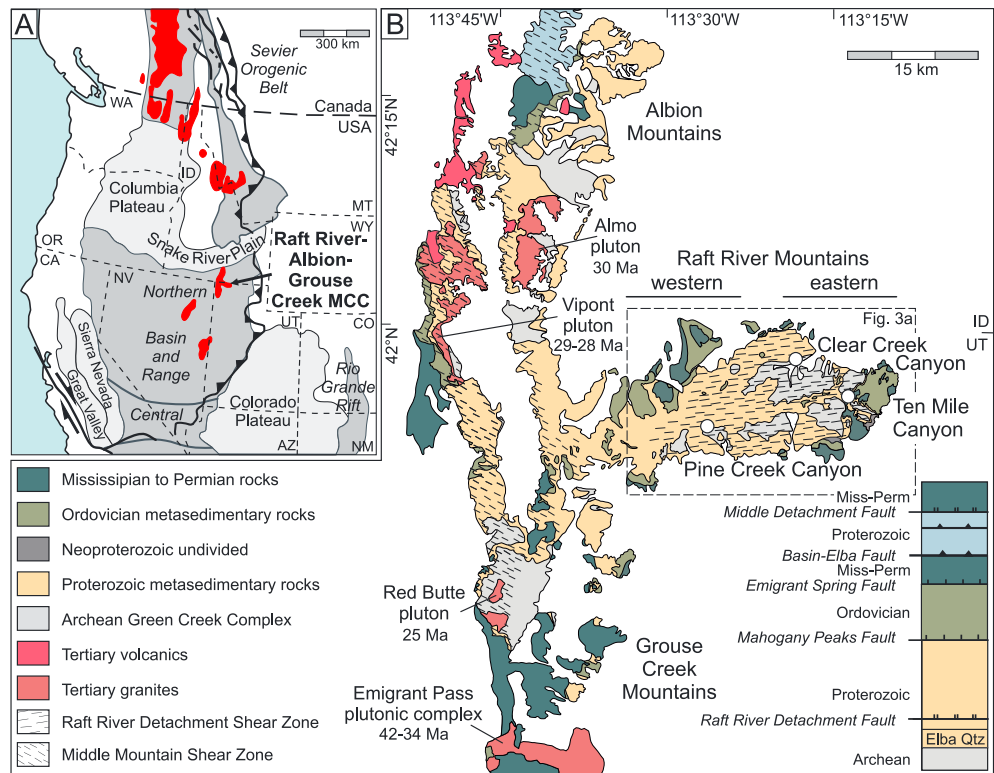 A
300 km
Sevier
Orogenic
Belt
WA
Canada
USA
ID
Columbia
Plateau
MT
WY
Snake River Plain
OR
CA
NV
Northern
Raft River-
Albion-
Grouse
Creek MCC
UT
CO
Basin
and
Range
Sierra Nevada
Great Valley
Central
Colorado
Plateau
Rio
Grande
Rift
AZ
NM
Mississipian to Permian rocks
Ordovician metasedimentary rocks
Neoproterozoic undivided
Proterozoic metasedimentary rocks
Archean Green Creek Complex
Tertiary volcanics
Tertiary granites
Raft River Detachment Shear Zone
Middle Mountain Shear Zone
B
113°45'W
113°30'W
113°15'W
15 km
42°15'N
42°N
Albion
Mountains
Almo
pluton
30 Ma
Raft River Mountains
western
eastern
Vipont
pluton
29-28 Ma
Fig. 3a
ID
UT
Clear Creek
Canyon
Ten Mile
Canyon
Pine Creek Canyon
Red Butte
pluton
25 Ma
Grouse
Creek
Mountains
Emigrant Pass
plutonic complex
42-34 Ma
Miss-Perm
Middle Detachment Fault
Proterozoic
Basin-Elba Fault
Miss-Perm
Emigrant Spring Fault
Ordovician
Mahogany Peaks Fault
Proterozoic
Raft River Detachment Fault
Elba Qtz
Archean